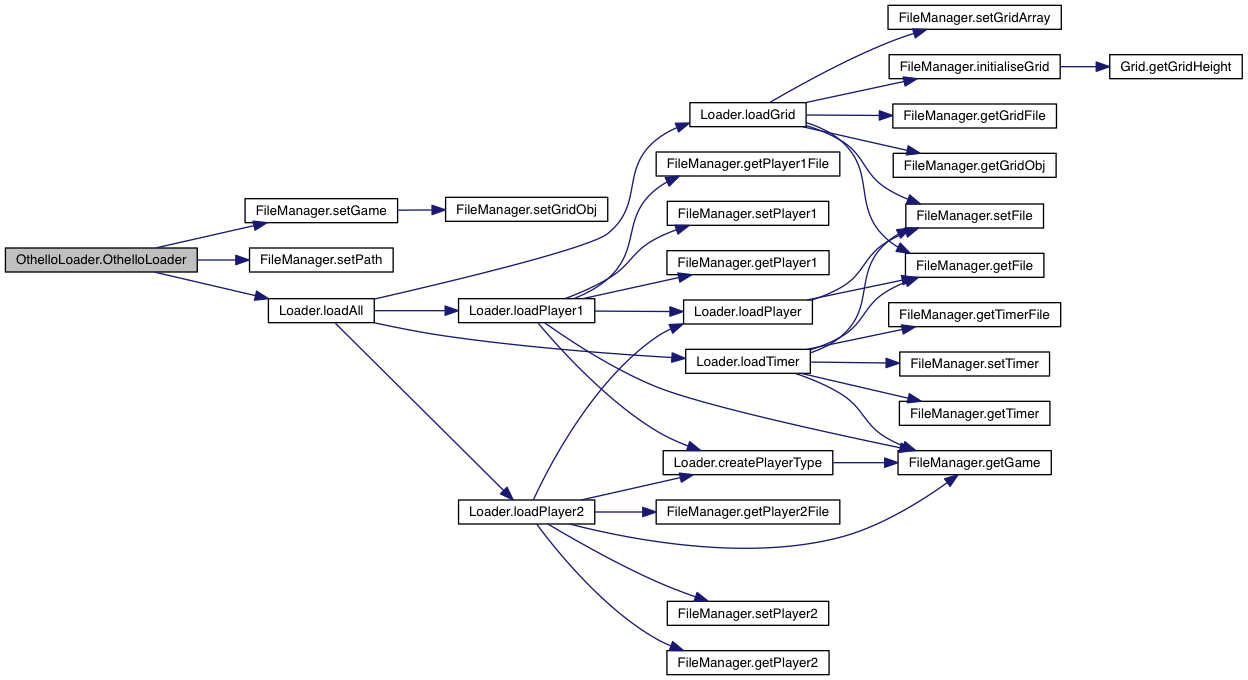 FileManager.setGridArray
FileManager.initialiseGrid
Grid.getGridHeight
Loader.loadGrid
FileManager.getGridFile
FileManager.getPlayer1File
FileManager.getGridObj
FileManager.setGame
FileManager.setGridObj
FileManager.setPlayer1
FileManager.setFile
OthelloLoader.OthelloLoader
FileManager.setPath
FileManager.getPlayer1
FileManager.getFile
Loader.loadAll
Loader.loadPlayer1
Loader.loadPlayer
FileManager.getTimerFile
Loader.loadTimer
FileManager.setTimer
FileManager.getTimer
Loader.createPlayerType
FileManager.getGame
Loader.loadPlayer2
FileManager.getPlayer2File
FileManager.setPlayer2
FileManager.getPlayer2